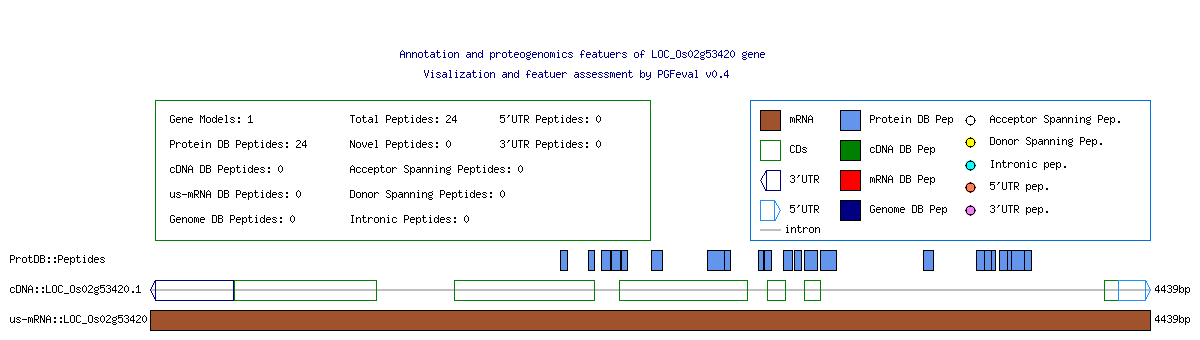 Annotation and proteogenomics featuers of LOC_Os02g53420 gene
Visalization and featuer assessment by PGFeval v0.4
Gene Models: 1
Total Peptides: 24
5'UTR Peptides: 0
Protein DB Peptides: 24
Novel Peptides: 0
3'UTR Peptides: 0
cDNA DB Peptides: 0
Acceptor Spanning Peptides: 0
us-mRNA DB Peptides: 0
Donor Spanning Peptides: 0
Genome DB Peptides: 0
Intronic Peptides: 0
mRNA
Protein DB Pep
Acceptor Spanning Pep.
CDs
cDNA DB Pep
Donor Spanning Pep.
3'UTR
mRNA DB Pep
Intronic pep.
5'UTR
Genome DB Pep
5'UTR pep.
3'UTR pep.
intron
ProtDB::Peptides
cDNA::LOC_Os02g53420.1
4439bp
us-mRNA::LOC_Os02g53420
4439bp